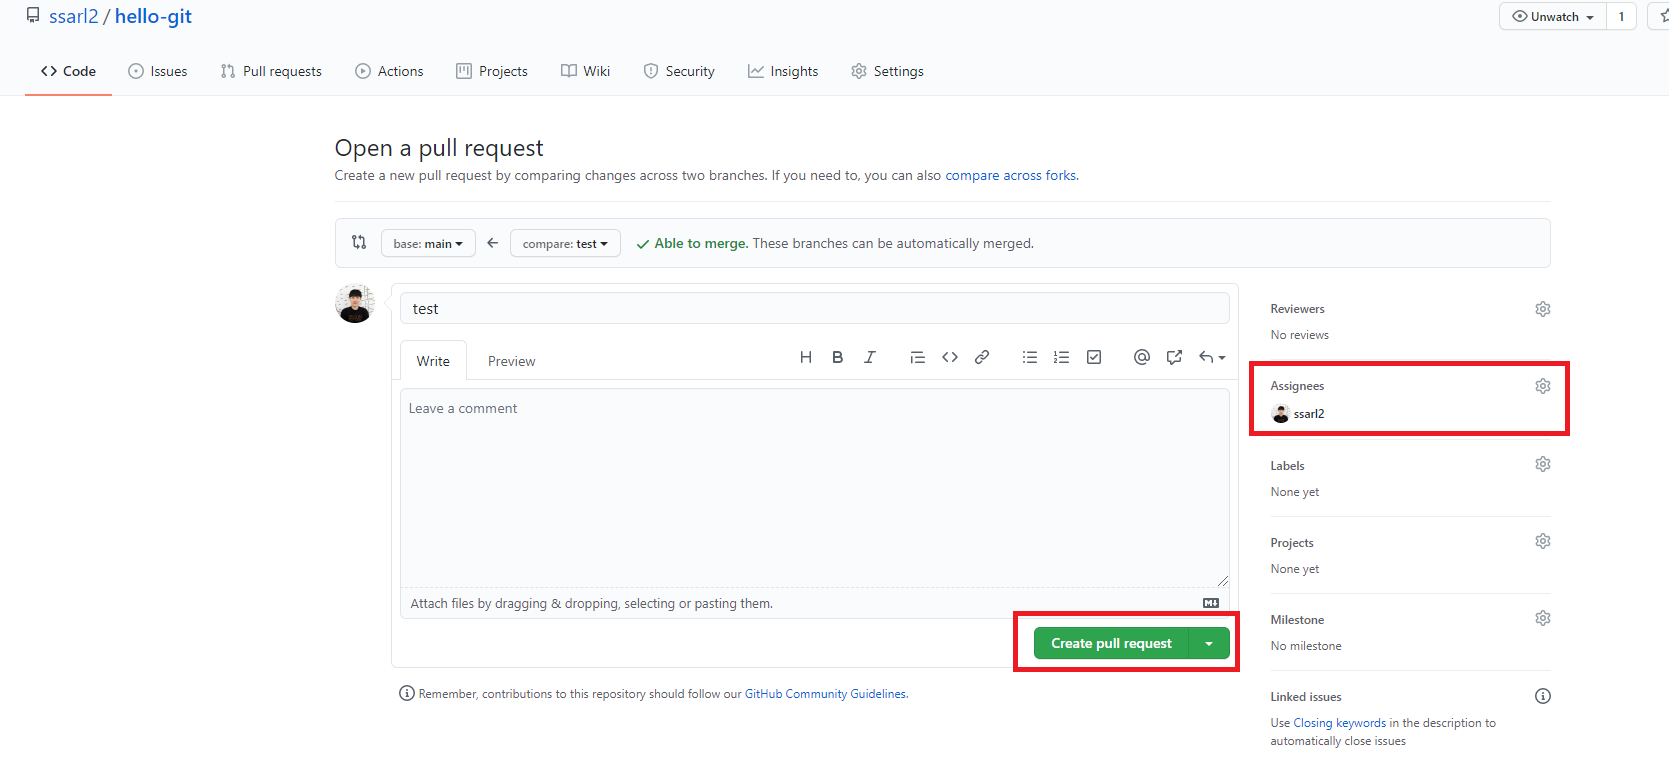 ssarl2 / hello-git
Unwatch 1
Code Issues Pull requests Actions Projects Wiki Security Insights Settings
Open a pull request
Create a new pull request by comparing changes across two branches. If you need to, you can also compare across forks.
base: main compare: test Able to merge. These branches can be automatically merged.
test
Write Preview
Leave a comment
Attach files by dragging & dropping, selecting or pasting them.
Create pull request
Remember, contributions to this repository should follow our GitHub Community Guidelines.
Reviewers
No reviews
Assignees
ssarl2
Labels
None yet
Projects
None yet
Milestone
No milestone
Linked issues
Use Closing keywords in the description to
automatically close issues